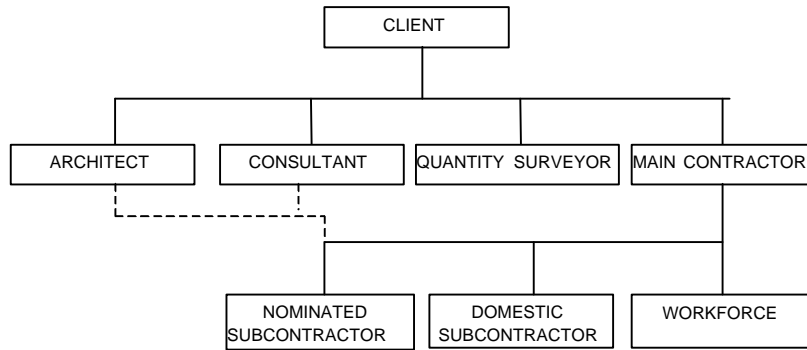 CLIENT
ARCHITECT
CONSULTANT
QUANTITY SURVEYOR
MAIN CONTRACTOR
NOMINATED
SUBCONTRACTOR
DOMESTIC
SUBCONTRACTOR
WORKFORCE